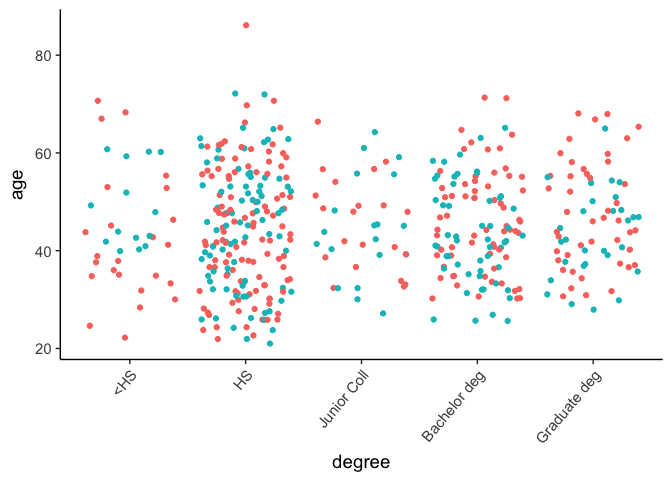 80
60
40
20
age
<HS
HS
Junior Coll
Bachelor deg
Graduate deg
degree